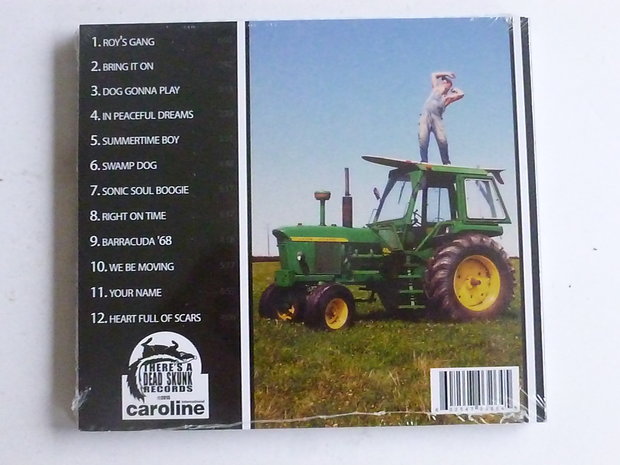 1. ROY'S GANG
2. BRING IT ON
3. DOG GONNA PLAY
4. IN PEACEFUL DREAMS
5. SUMMERTIME BOY
6. SWAMP DOG
7. SONIC SOUL BOOGIE
8. RIGHT ON TIME
9. BARRACUDA '68
10. WE BE MOVING
11. YOUR NAME
12. HEART FULL OF SCARS
THERE'S A
DEAD SKUNK
RECORDS
international
caroline